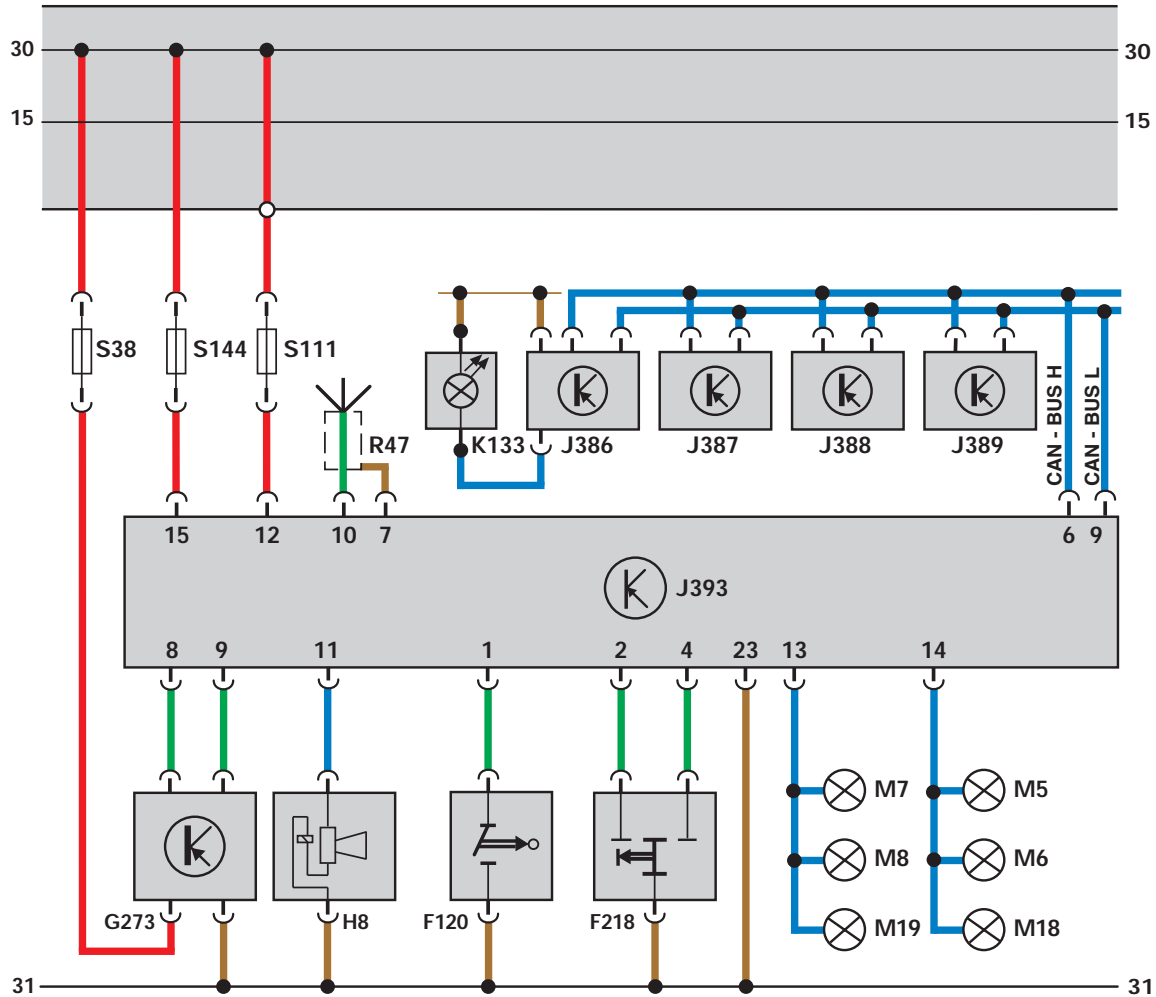 30 30
15 15
S38 S144 S111
R47 K133 J386 J387 J388 J389
CAN - BUS H
CAN - BUS L
15 12 10 7 6 9
J393
8 9 11 1 2 4 23 13 14
M7 M5
M8 M6
G273 H8 F120 F218 M19 M18
31 31